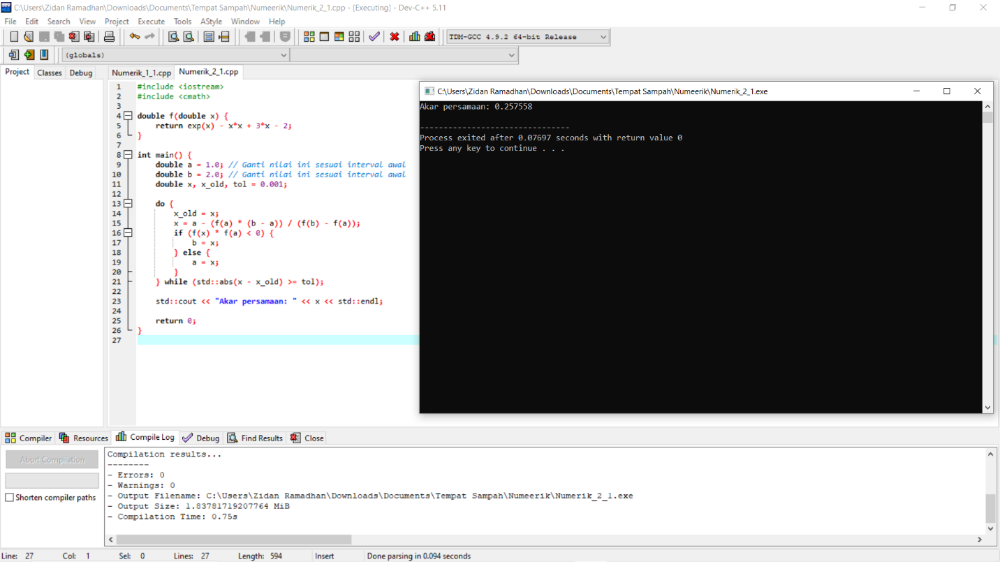 C:\Users\Zidan Ramadhan\Downloads\Documents\Tempat Sampah\Numeerik\Numerik_2_1.cpp - [Executing] - Dev-C++ 5.11
File Edit Search View Project Execute Tools AStyle Window Help
TDM-GCC 4.9.2 64-bit Release
(globals)
Project Classes Debug
Numerik_1_1.cpp Numerik_2_1.cpp
1 #include <iostream>
2 #include <cmath>
3
4 double f(double x) {
5 return exp(x) - x*x + 3*x - 2;
6 }
7
8 int main() {
9 double a = 1.0; // Ganti nilai ini sesuai interval awal
10 double b = 2.0; // Ganti nilai ini sesuai interval awal
11 double x, x_old, tol = 0.001;
12
13 do {
14 x_old = x;
15 x = a - (f(a) * (b - a)) / (f(b) - f(a));
16 if (f(x) * f(a) < 0) {
17 b = x;
18 } else {
19 a = x;
20 }
21 } while (std::abs(x - x_old) >= tol);
22
23 std::cout << "Akar persamaan: " << x << std::endl;
24
25 return 0;
26 }
27
C:\Users\Zidan Ramadhan\Downloads\Documents\Tempat Sampah\Numeerik\Numerik_2_1.exe
Akar persamaan: 0.257558
--------------------------------
Process exited after 0.07697 seconds with return value 0
Press any key to continue . . .
Compiler Resources Compile Log Debug Find Results Close
Abort Compilation
Shorten compiler paths
Compilation results...
--------
- Errors: 0
- Warnings: 0
- Output Filename: C:\Users\Zidan Ramadhan\Downloads\Documents\Tempat Sampah\Numeerik\Numerik_2_1.exe
- Output Size: 1.83781719207764 MiB
- Compilation Time: 0.75s
Line: 27 Col: 1 Sel: 0 Lines: 27 Length: 594 Insert Done parsing in 0.094 seconds